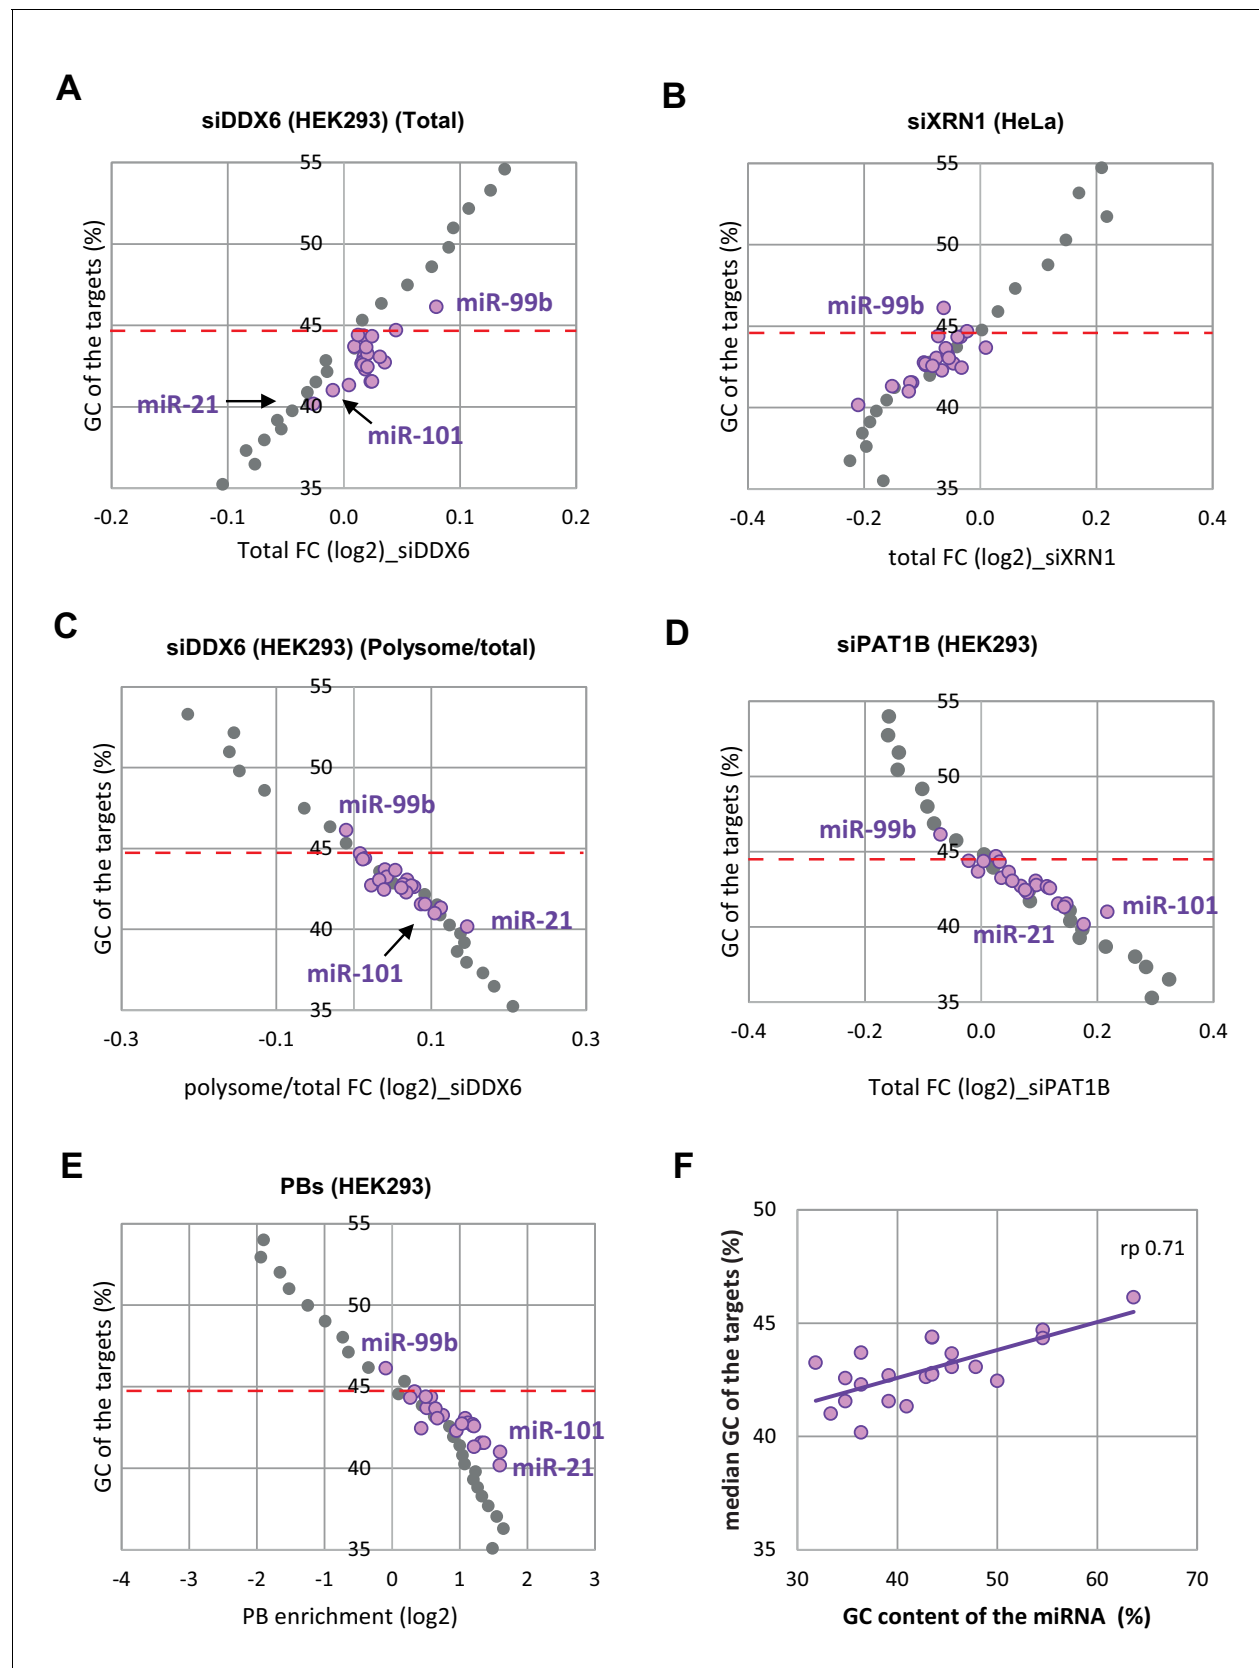 A
siDDX6 (HEK293) (Total)
GC of the targets (%)
55
50
45
40
35
miR-99b
miR-21
miR-101
-0.2
-0.1
0.0
0.1
0.2
Total FC (log2)_siDDX6
B
siXRN1 (HeLa)
GC of the targets (%)
55
50
45
40
35
miR-99b
-0.4
-0.2
0.0
0.2
0.4
total FC (log2)_siXRN1
C
siDDX6 (HEK293) (Polysome/total)
GC of the targets (%)
55
50
45
40
35
miR-99b
miR-21
miR-101
-0.3
-0.1
0.1
0.3
polysome/total FC (log2)_siDDX6
D
siPAT1B (HEK293)
GC of the targets (%)
55
50
45
40
35
miR-99b
miR-101
miR-21
-0.4
-0.2
0.0
0.2
0.4
Total FC (log2)_siPAT1B
E
PBs (HEK293)
GC of the targets (%)
55
50
45
40
35
miR-99b
miR-101
miR-21
-4
-3
-2
-1
0
1
2
3
PB enrichment (log2)
F
median GC of the targets (%)
50
45
40
35
rp 0.71
30
40
50
60
70
GC content of the miRNA (%)